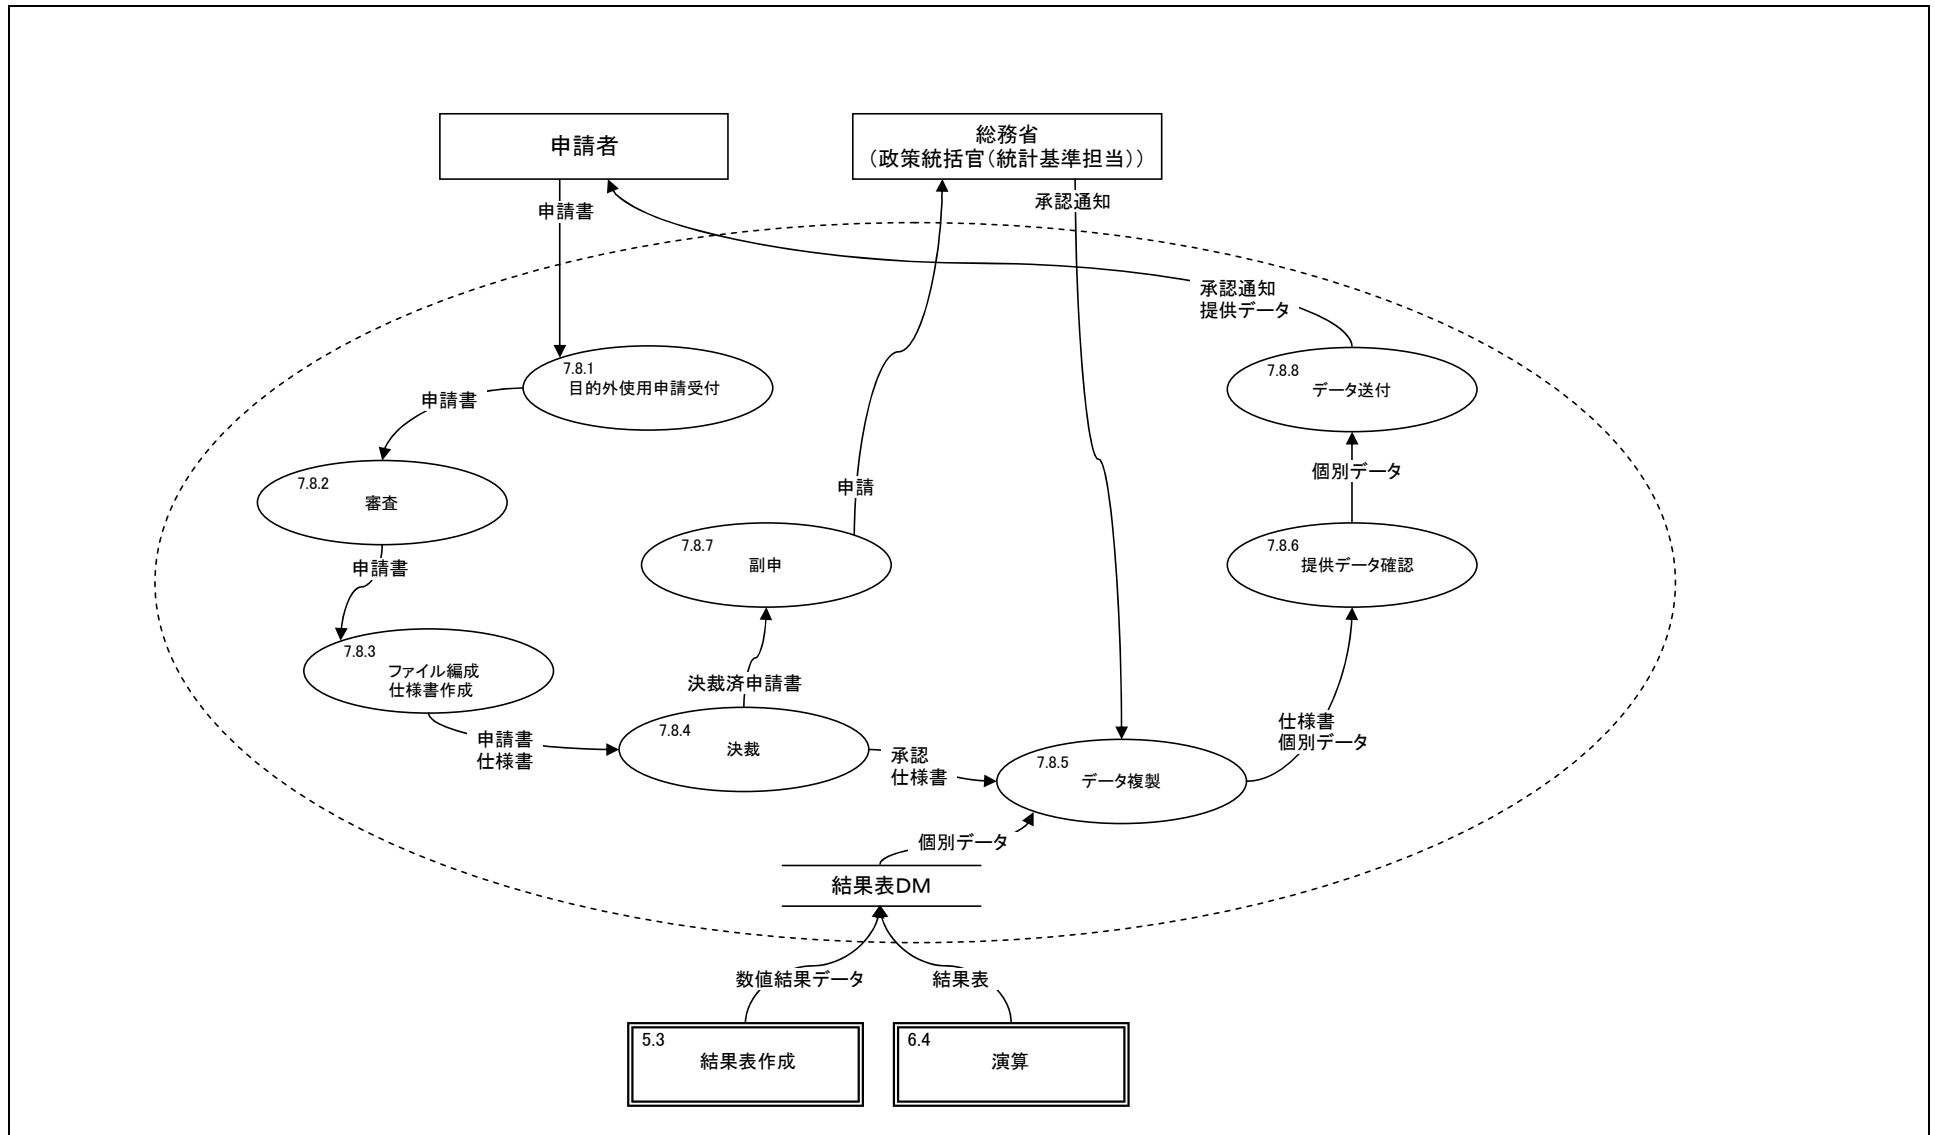 申請者
総務省
(政策統括官(統計基準担当))
申請書
承認通知
承認通知
提供データ
7.8.1
目的外使用申請受付
7.8.8
データ送付
申請書
個別データ
7.8.2
審査
申請
申請書
7.8.7
副申
7.8.6
提供データ確認
7.8.3
ファイル編成
仕様書作成
決裁済申請書
申請書
仕様書
7.8.4
決裁
承認
仕様書
7.8.5
データ複製
仕様書
個別データ
個別データ
結果表DM
数値結果データ
結果表
5.3
結果表作成
6.4
演算